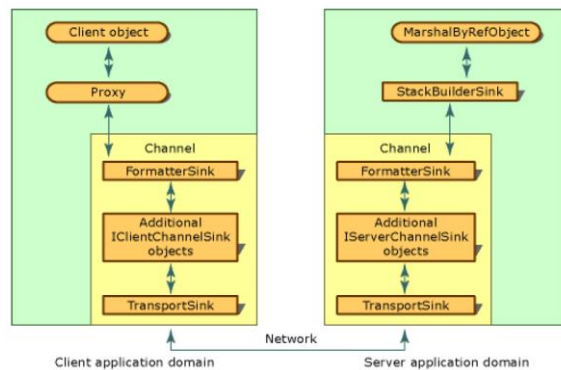 Client object
Proxy
Channel
FormatterSink
Additional
IClientChannelSink
objects
TransportSink
MarshalByRefObject
StackBuilderSink
Channel
FormatterSink
Additional
IServerChannelSink
objects
TransportSink
Network
Client application domain
Server application domain